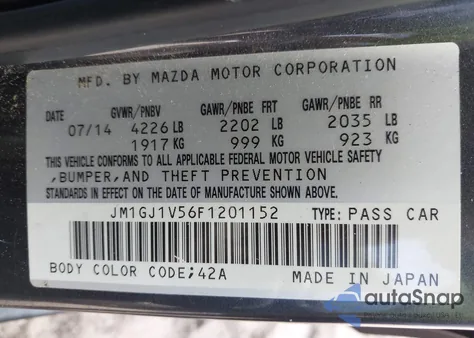 MFD. BY MAZDA MOTOR CORPORATION
DATE GVWR/PNBV GAWR/PNBE FRT GAWR/PNBE RR
07/14 4226 LB 2202 LB 2035 LB
1917 KG 999 KG 923 KG
THIS VEHICLE CONFORMS TO ALL APPLICABLE FEDERAL MOTOR VEHICLE SAFETY
,BUMPER,AND THEFT PREVENTION
STANDARDS IN EFFECT ON THE DATE OF MANUFACTURE SHOWN ABOVE.
JM1GJ1V56F1201152 TYPE: PASS CAR
BODY COLOR CODE;42A MADE IN JAPAN
autoSnap